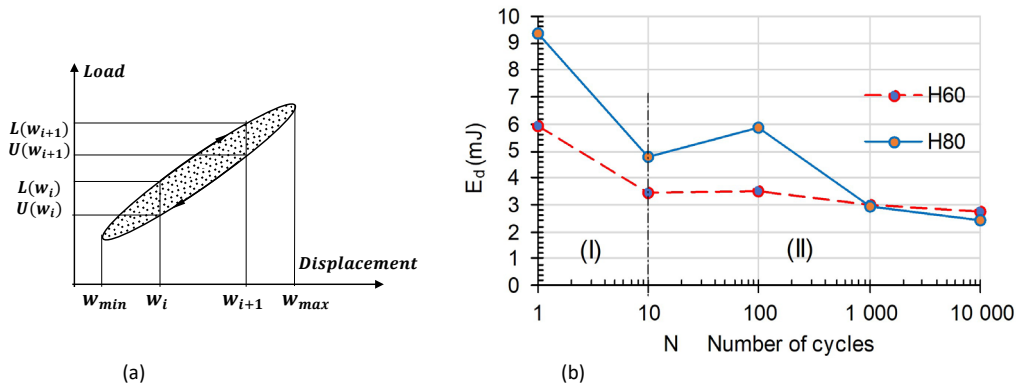 (a)
Load
L(w_{i+1})
U(w_{i+1})
L(w_i)
U(w_i)
Displacement
w_{min} w_i w_{i+1} w_{max}
10
9
8
7
6
5
4
3
2
1
0
E_d (mJ)
H60
H80
(I) (II)
1 10 100 1 000 10 000
N Number of cycles
(a) (b)